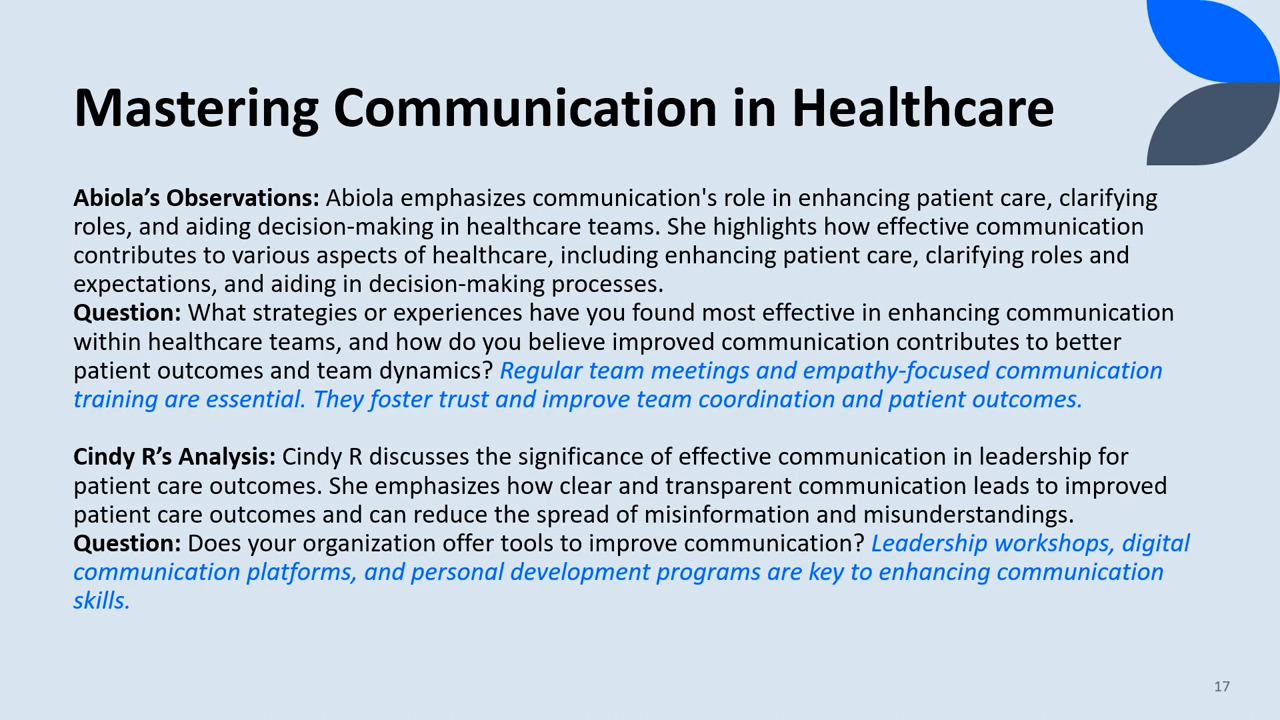 Mastering Communication in Healthcare
Abiola’s Observations: Abiola emphasizes communication's role in enhancing patient care, clarifying
roles, and aiding decision-making in healthcare teams. She highlights how effective communication
contributes to various aspects of healthcare, including enhancing patient care, clarifying roles and
expectations, and aiding in decision-making processes.
Question: What strategies or experiences have you found most effective in enhancing communication
within healthcare teams, and how do you believe improved communication contributes to better
patient outcomes and team dynamics? Regular team meetings and empathy-focused communication
training are essential. They foster trust and improve team coordination and patient outcomes.
Cindy R’s Analysis: Cindy R discusses the significance of effective communication in leadership for
patient care outcomes. She emphasizes how clear and transparent communication leads to improved
patient care outcomes and can reduce the spread of misinformation and misunderstandings.
Question: Does your organization offer tools to improve communication? Leadership workshops, digital
communication platforms, and personal development programs are key to enhancing communication
skills.
17